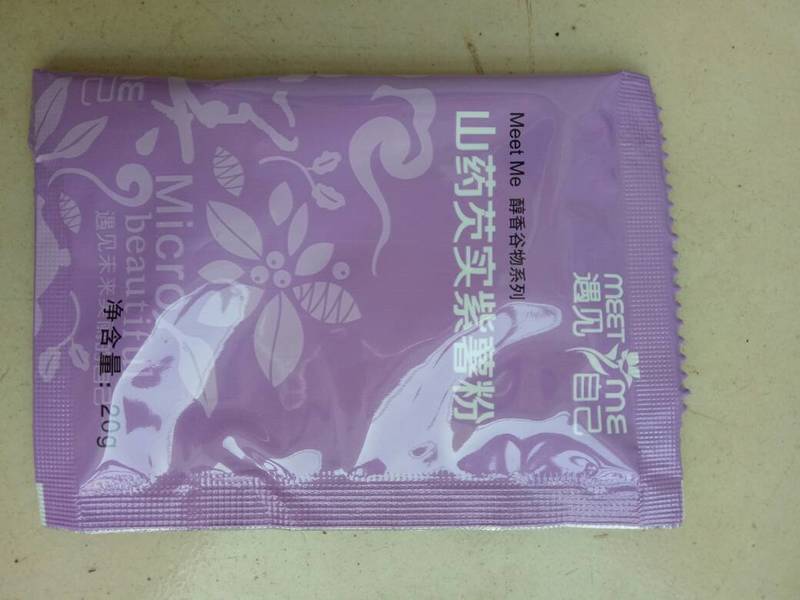 MEET ME
遇见 自己
Meet Me 醇香谷物系列
山药芡实紫薯粉
Micro
beautiful
遇见未来
净含量：20g